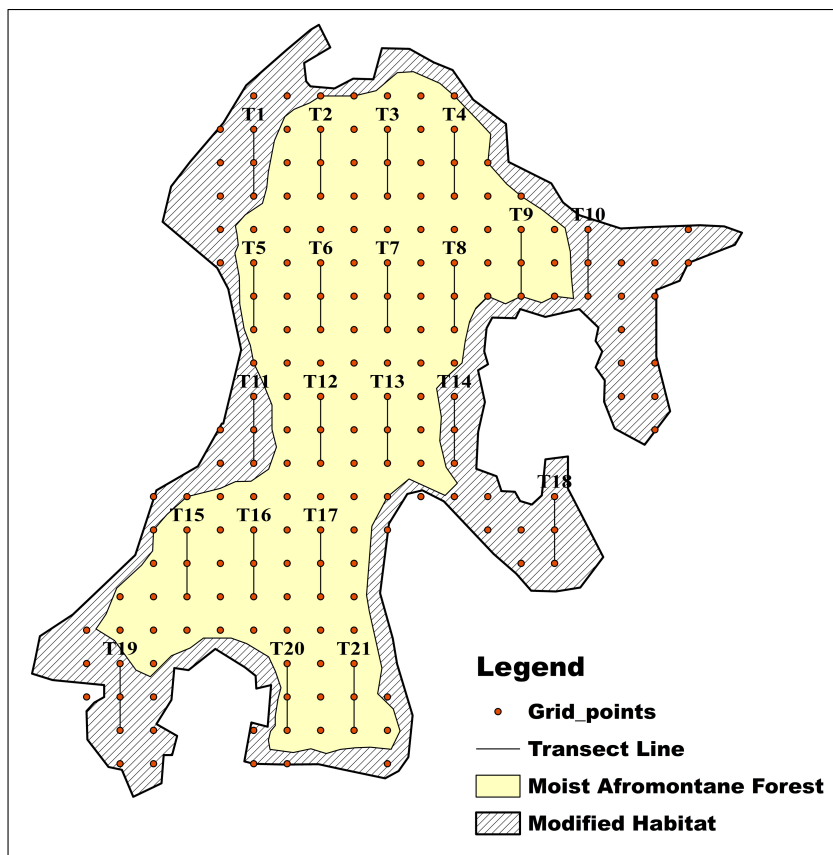 T1 T2 T3 T4
T9 T10
T5 T6 T7 T8
T11 T12 T13 T14
T18
T15 T16 T17
T19 T20 T21
Legend
Grid_points
Transect Line
Moist Afromontane Forest
Modified Habitat